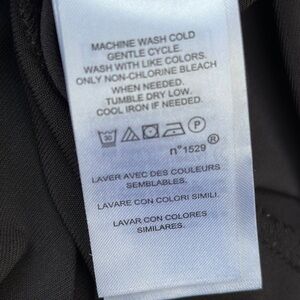 MACHINE WASH COLD
GENTLE CYCLE.
WASH WITH LIKE COLORS.
ONLY NON-CHLORINE BLEACH
WHEN NEEDED.
TUMBLE DRY LOW.
COOL IRON IF NEEDED.
30 P
n°1529 ®
LAVER AVEC DES COULEURS
SEMBLABLES.
LAVARE CON COLORI SIMILI.
LAVAR CON COLORES
SIMILARES.